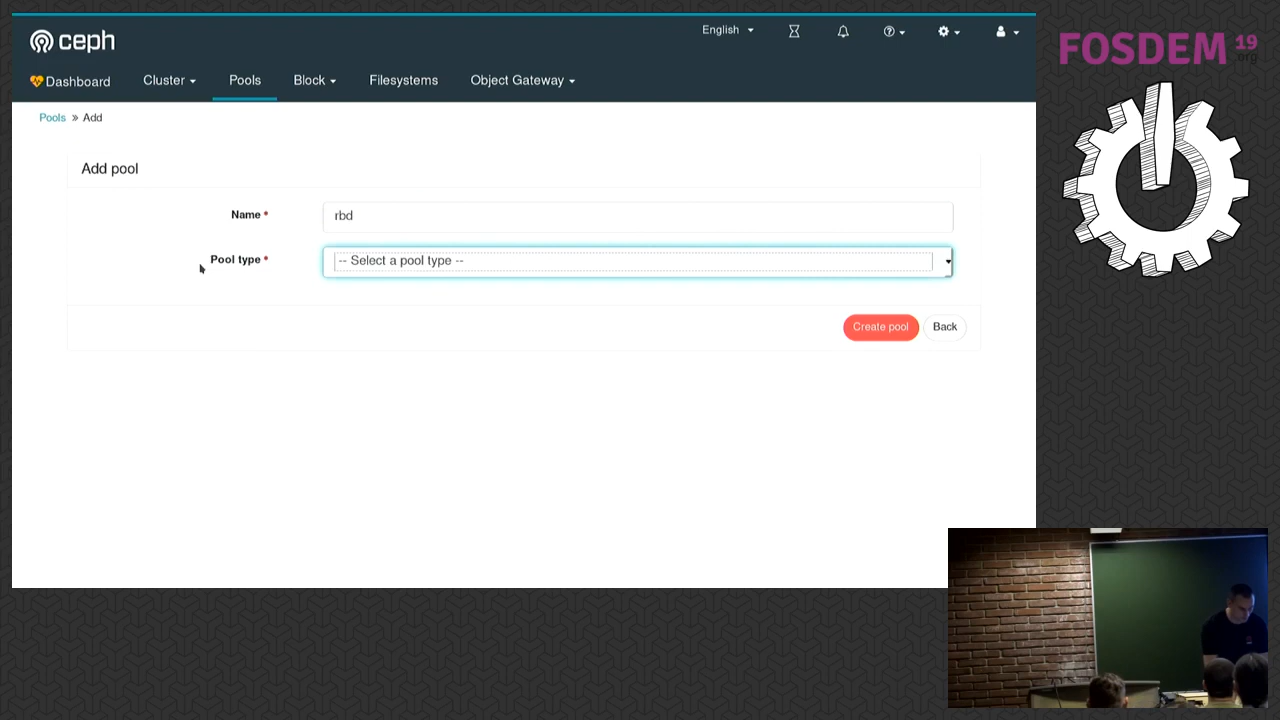 ceph
English
Dashboard Cluster Pools Block Filesystems Object Gateway
Pools » Add
Add pool
Name *
rbd
Pool type *
-- Select a pool type --
Create pool Back
FOSDEM 19
.org